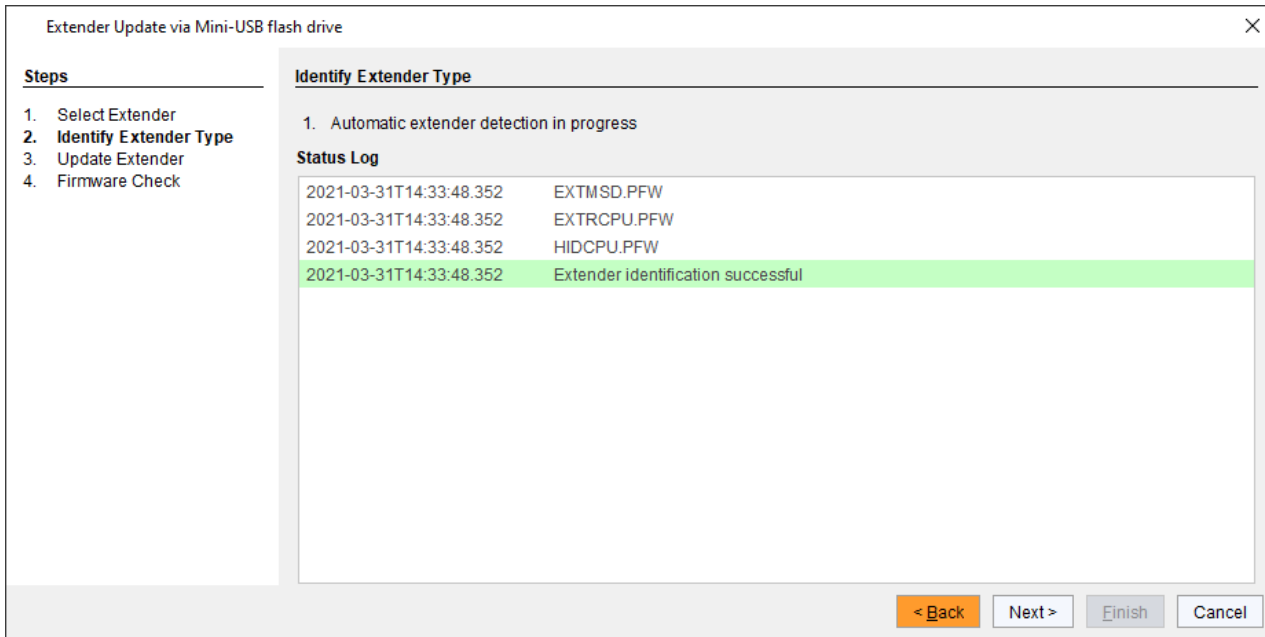 Extender Update via Mini-USB flash drive
Steps
1. Select Extender
2. Identify Extender Type
3. Update Extender
4. Firmware Check
Identify Extender Type
1. Automatic extender detection in progress
Status Log
2021-03-31T14:33:48.352 EXTMSD.PFW
2021-03-31T14:33:48.352 EXTRCPU.PFW
2021-03-31T14:33:48.352 HIDCPU.PFW
2021-03-31T14:33:48.352 Extender identification successful
< Back Next > Finish Cancel